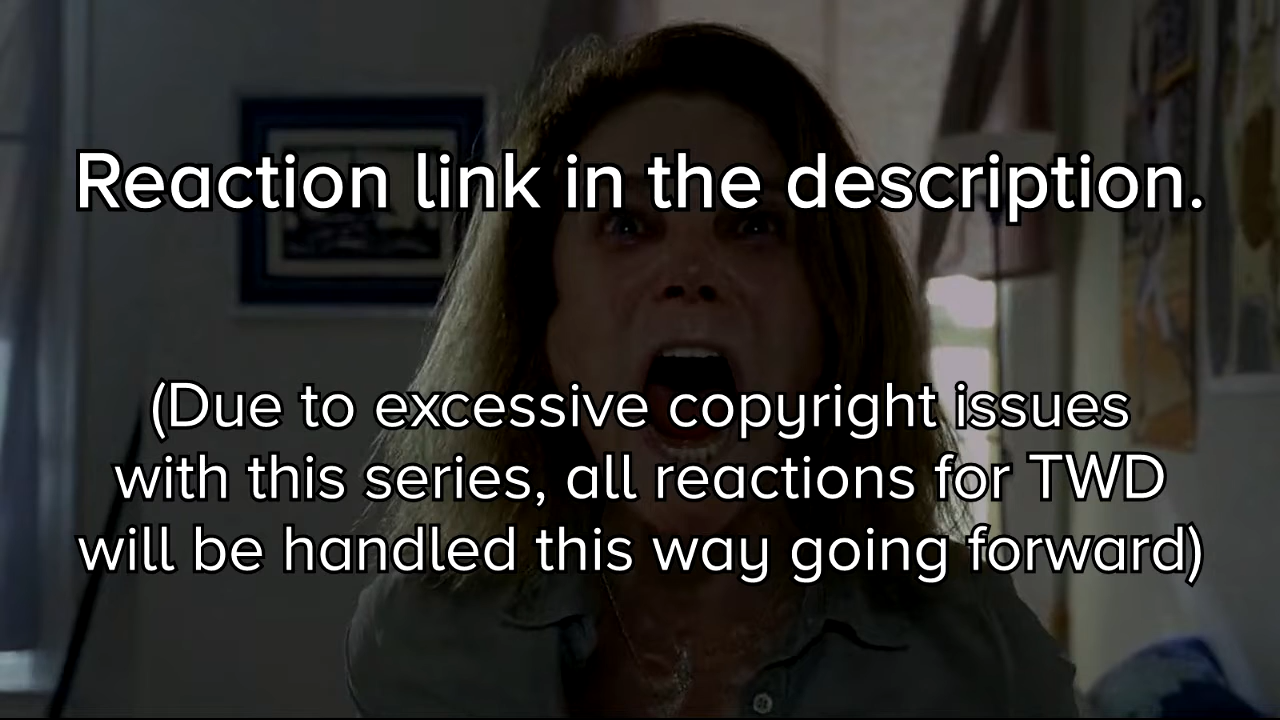 Reaction link in the description.
(Due to excessive copyright issues
with this series, all reactions for TWD
will be handled this way going forward)